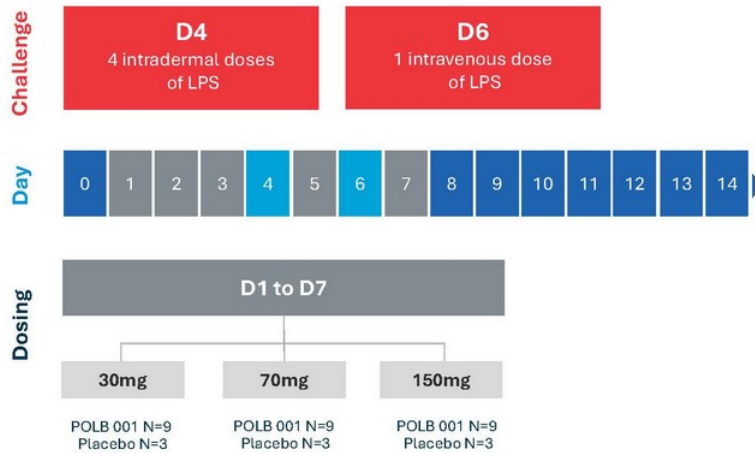 Challenge
D4
4 intradermal doses
of LPS
D6
1 intravenous dose
of LPS
Day
0 1 2 3 4 5 6 7 8 9 10 11 12 13 14
Dosing
D1 to D7
30mg 70mg 150mg
POLB 001 N=9 POLB 001 N=9 POLB 001 N=9
Placebo N=3 Placebo N=3 Placebo N=3